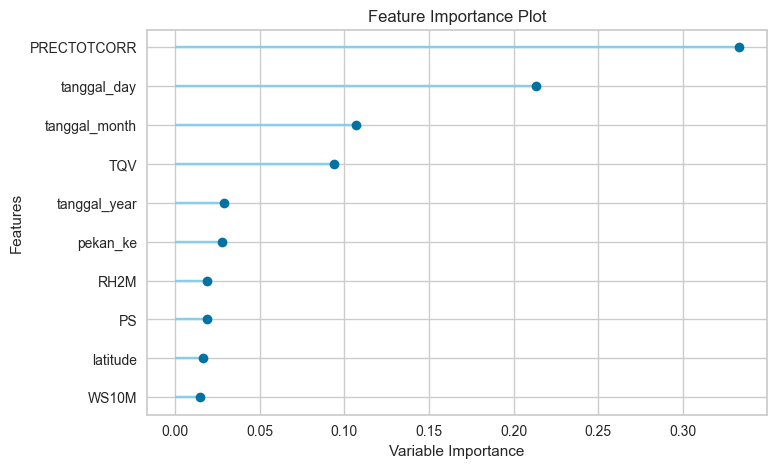 Feature Importance Plot
PRECTOTCORR
tanggal_day
tanggal_month
TQV
tanggal_year
pekan_ke
RH2M
PS
latitude
WS10M
Features
0.00 0.05 0.10 0.15 0.20 0.25 0.30
Variable Importance